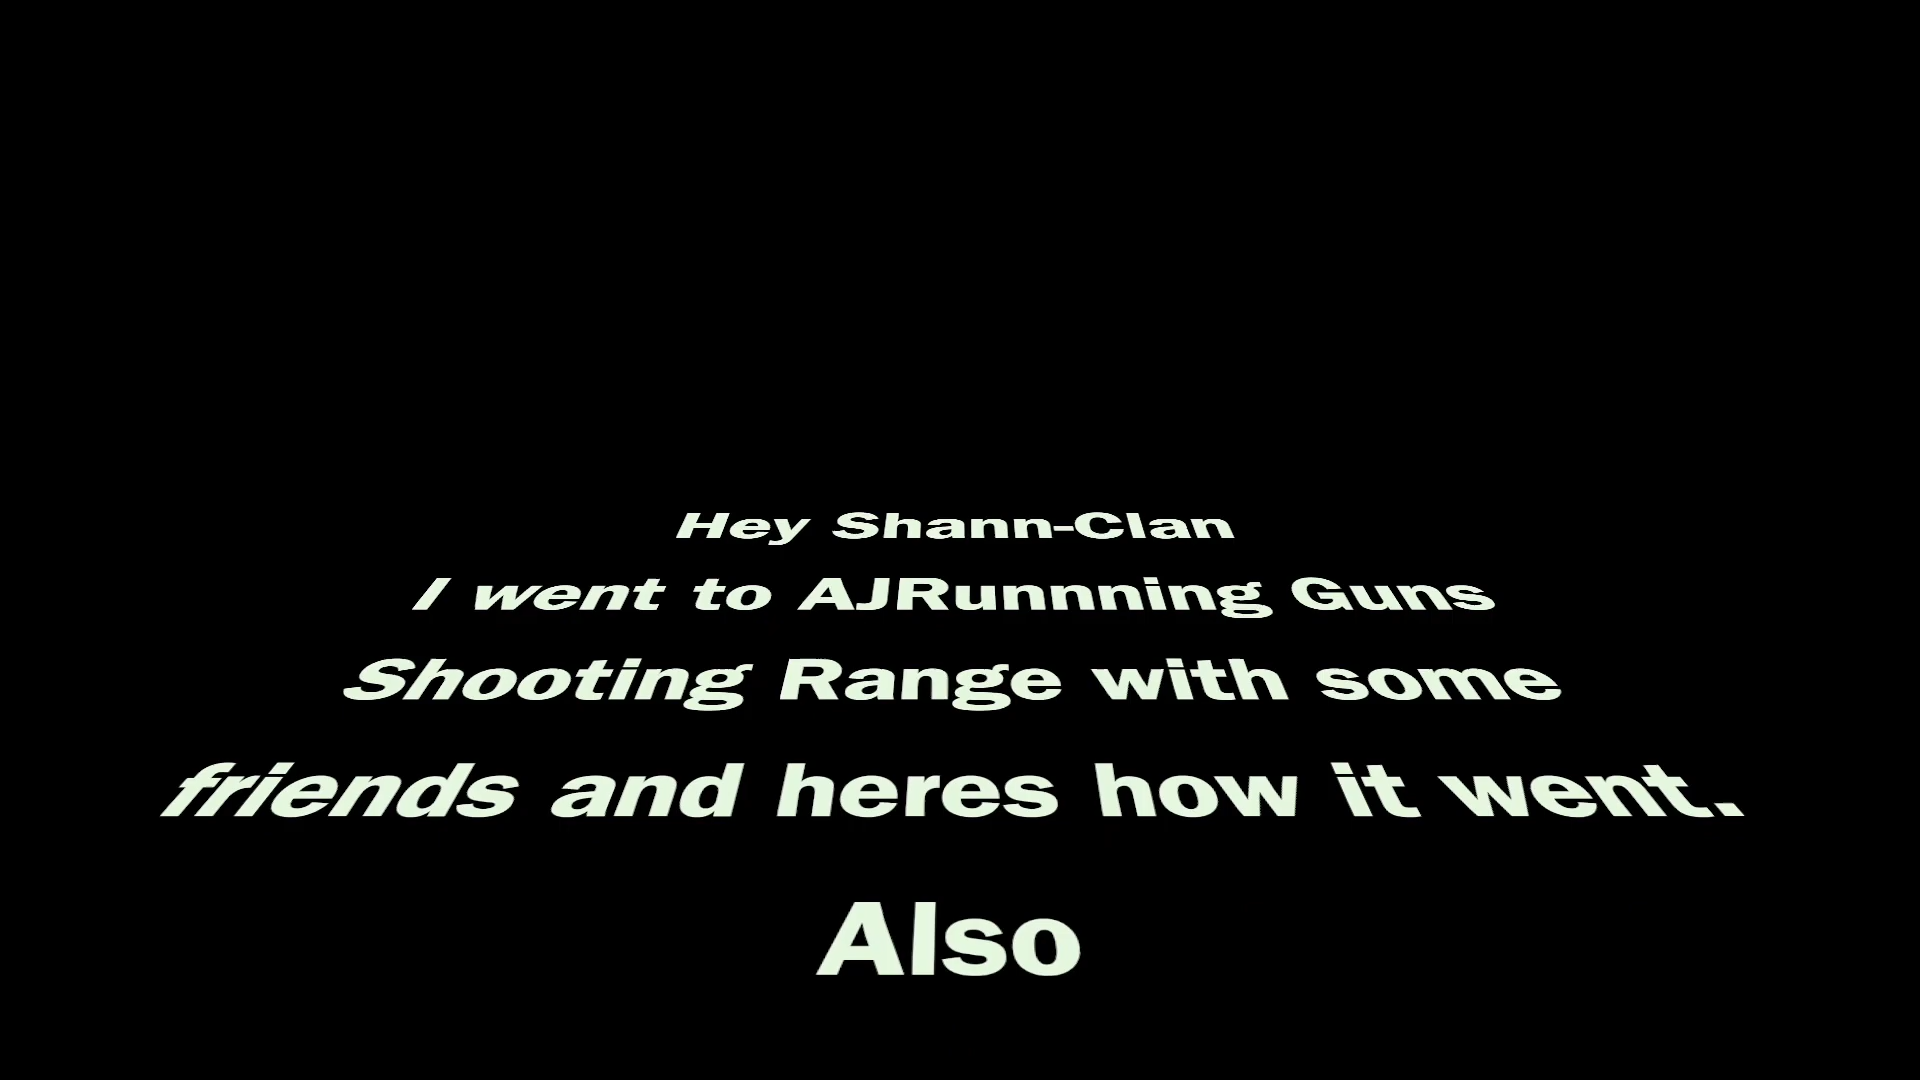 Hey Shann-Clan
I went to AJRunnning Guns
Shooting Range with some
friends and heres how it went.
Also